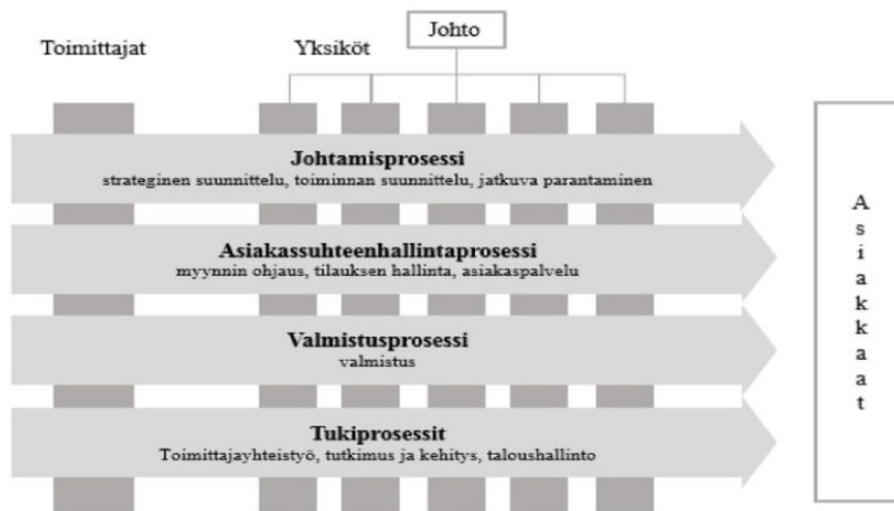 Johto
Toimittajat
Yksiköt
Johtamisprosessi
strateginen suunnittelu, toiminnan suunnittelu, jatkuva parantaminen
Asiakassuhteenhallintaprosessi
myynnin ohjaus, tilauksen hallinta, asiakaspalvelu
Valmistusprosessi
valmistus
Tukiprosessit
Toimittajayhteistyö, tutkimus ja kehitys, taloushallinto
Asiakkaat